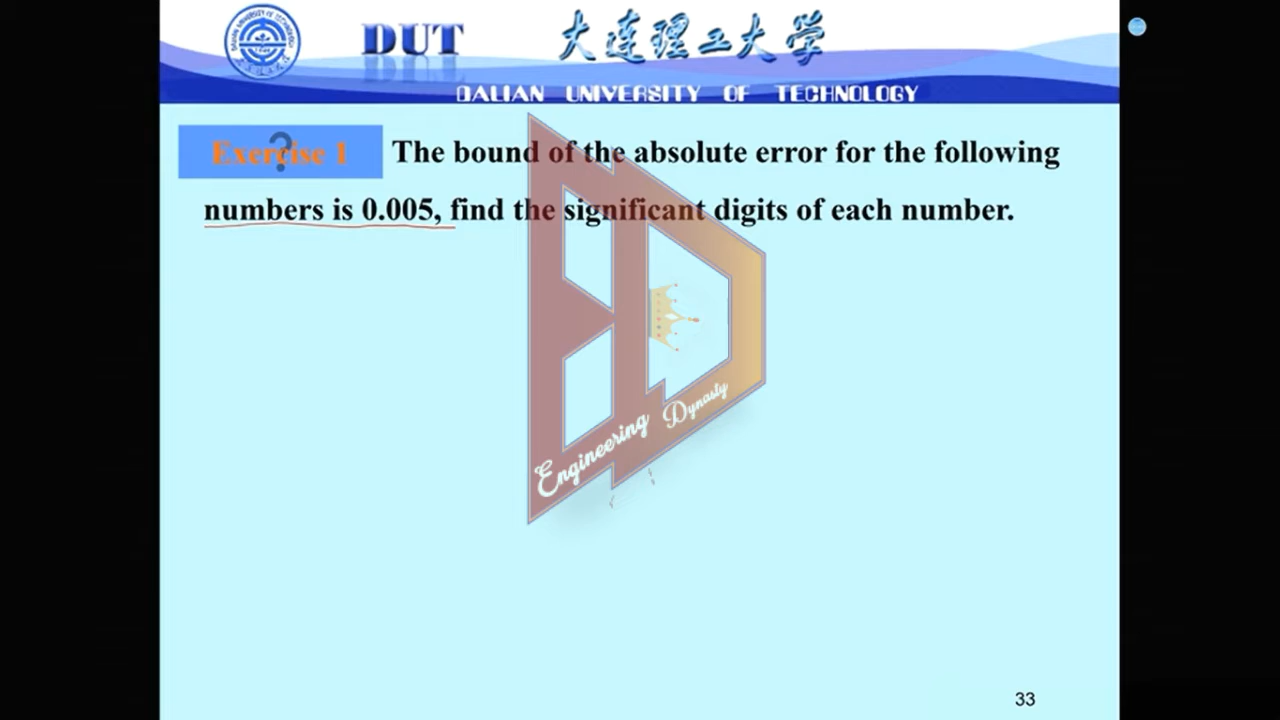 DUT
大连理工大学
DALIAN UNIVERSITY OF TECHNOLOGY
Exercise 1 The bound of the absolute error for the following
numbers is 0.005, find the significant digits of each number.
?
Engineering Dynasty
33